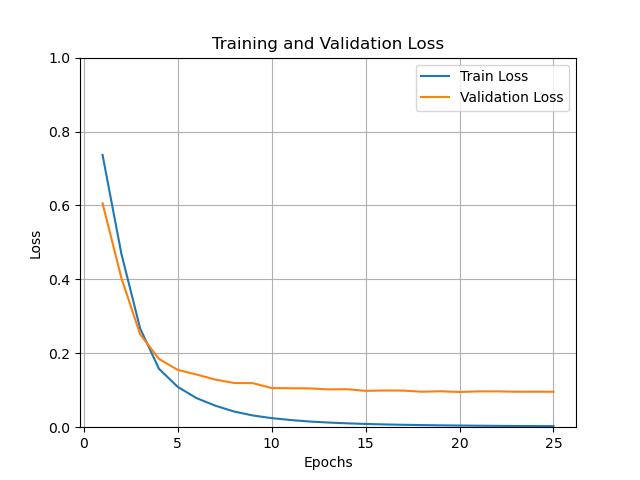 Training and Validation Loss
Train Loss
Validation Loss
1.0
0.8
0.6
0.4
0.2
0.0
Loss
0 5 10 15 20 25
Epochs